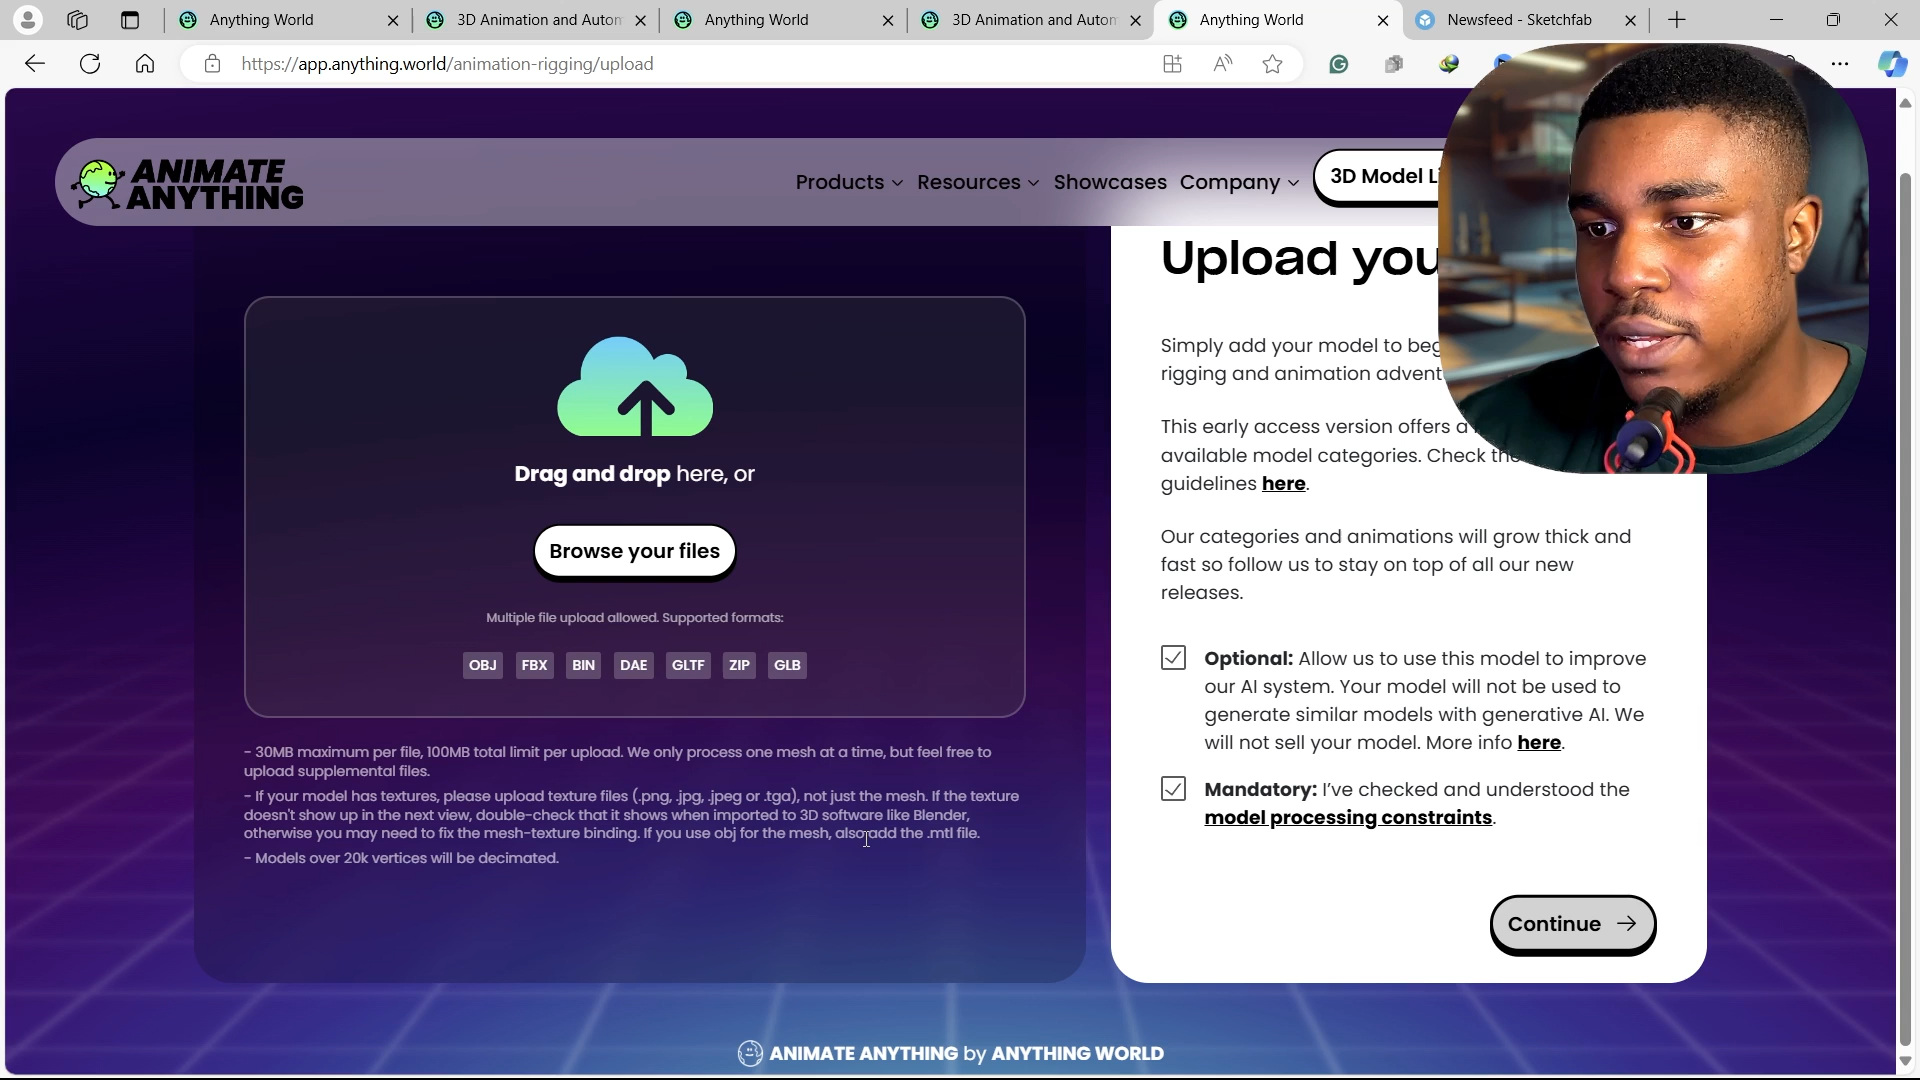 Anything World
3D Animation and Autom
Anything World
3D Animation and Autom
Anything World
Newsfeed - Sketchfab
https://app.anything.world/animation-rigging/upload
ANIMATE
ANYTHING
Products
Resources
Showcases
Company
3D Model Li
Drag and drop here, or
Browse your files
Multiple file upload allowed. Supported formats:
OBJ FBX BIN DAE GLTF ZIP GLB
- 30MB maximum per file, 100MB total limit per upload. We only process one mesh at a time, but feel free to
upload supplemental files.
- If your model has textures, please upload texture files (.png, .jpg, .jpeg or .tga), not just the mesh. If the texture
doesn't show up in the next view, double-check that it shows when imported to 3D software like Blender,
otherwise you may need to fix the mesh-texture binding. If you use obj for the mesh, also add the .mtl file.
- Models over 20k vertices will be decimated.
Upload you
Simply add your model to beg
rigging and animation advent
This early access version offers a
available model categories. Check the
guidelines here.
Our categories and animations will grow thick and
fast so follow us to stay on top of all our new
releases.
Optional: Allow us to use this model to improve
our AI system. Your model will not be used to
generate similar models with generative AI. We
will not sell your model. More info here.
Mandatory: I've checked and understood the
model processing constraints.
Continue
ANIMATE ANYTHING by ANYTHING WORLD